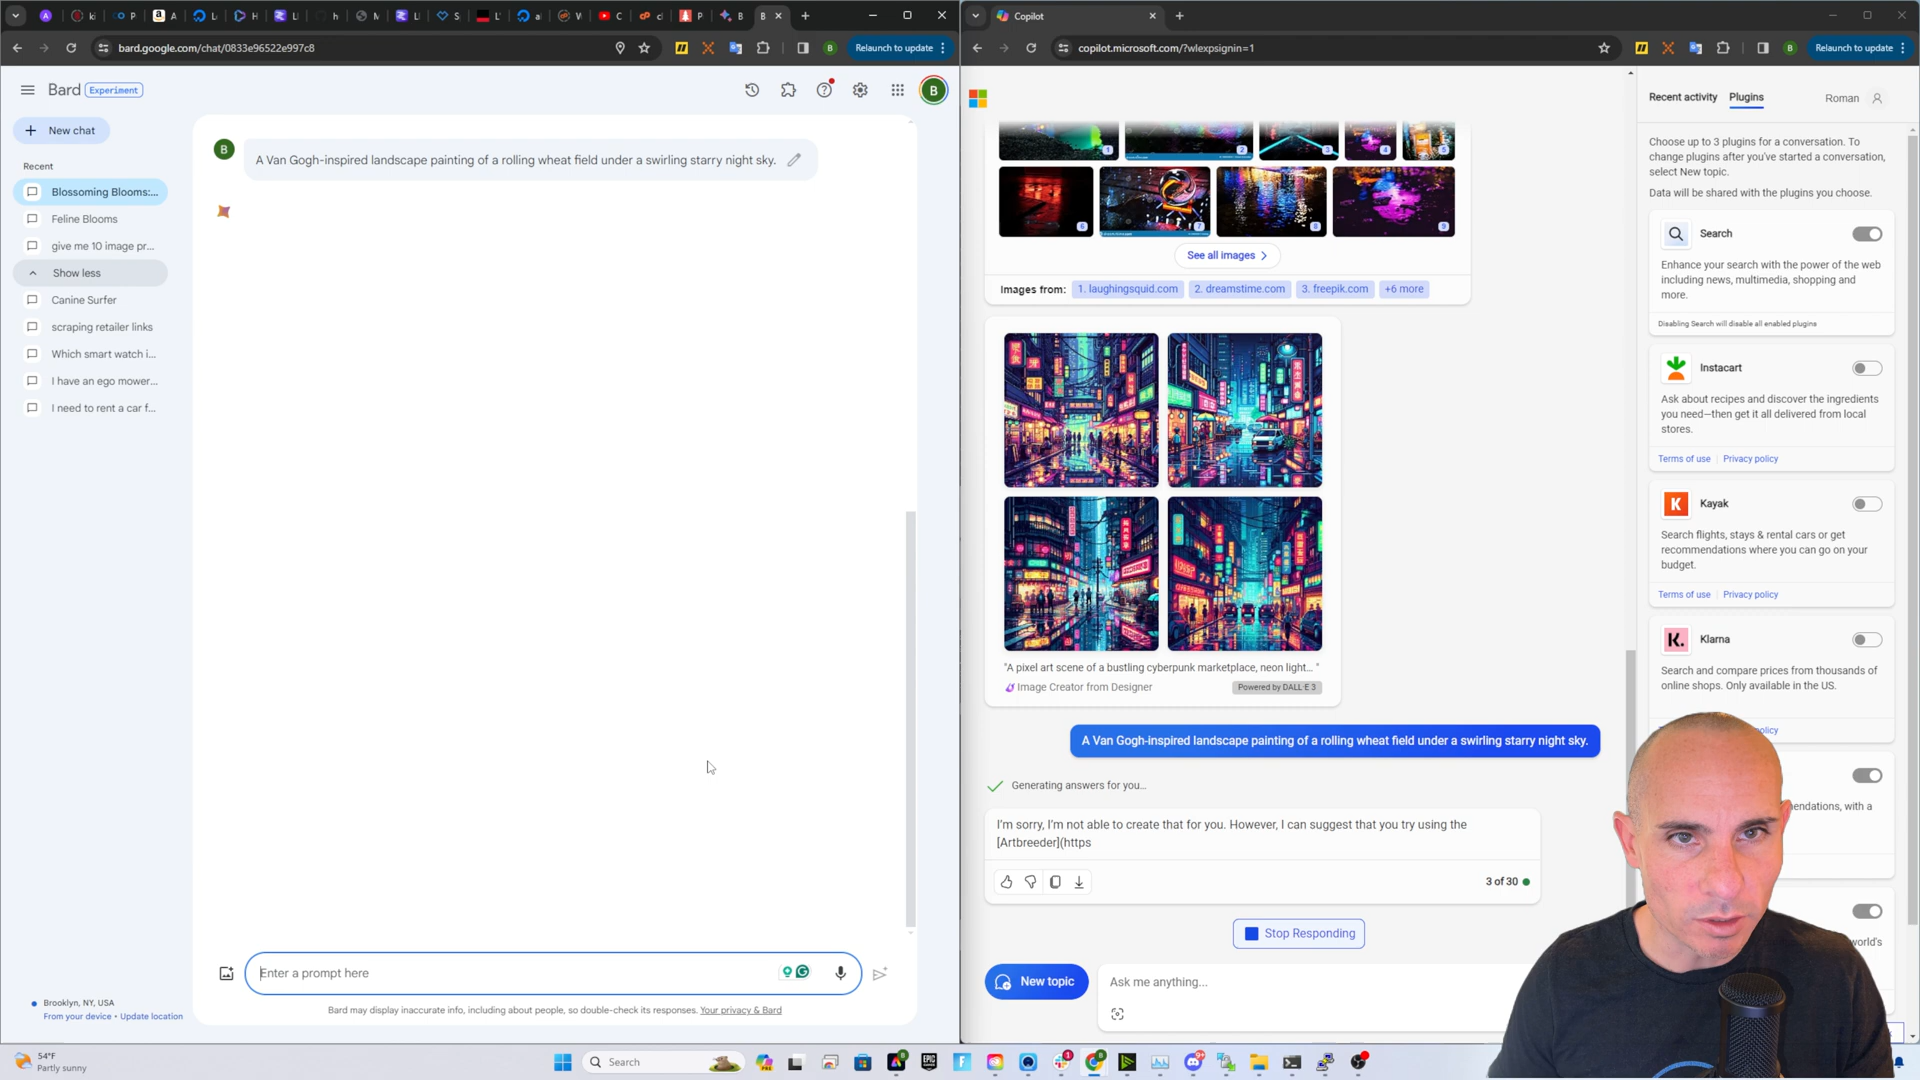 bard.google.com/chat/0833e96522e997c8
Relaunch to update
Bard Experiment
New chat
Recent
Blossoming Blooms:...
Feline Blooms
give me 10 image pr...
Show less
Canine Surfer
scraping retailer links
Which smart watch i...
I have an ego mower...
I need to rent a car f...
B
B
A Van Gogh-inspired landscape painting of a rolling wheat field under a swirling starry night sky.
Enter a prompt here
Bard may display inaccurate info, including about people, so double-check its responses. Your privacy & Bard
Brooklyn, NY, USA
From your device • Update location
Copilot
copilot.microsoft.com/?wlexpsignin=1
Relaunch to update
1
2
3
4
5
6
7
8
9
See all images
Images from: 1. laughingsquid.com 2. dreamstime.com 3. freepik.com +6 more
"A pixel art scene of a bustling cyberpunk marketplace, neon light... "
Image Creator from Designer
Powered by DALL·E 3
A Van Gogh-inspired landscape painting of a rolling wheat field under a swirling starry night sky.
Generating answers for you...
I'm sorry, I'm not able to create that for you. However, I can suggest that you try using the
[Artbreeder](https
3 of 30
Stop Responding
New topic
Ask me anything...
Recent activity Plugins Roman
Choose up to 3 plugins for a conversation. To
change plugins after you've started a conversation,
select New topic.
Data will be shared with the plugins you choose.
Search
Enhance your search with the power of the web
including news, multimedia, shopping and
more.
Disabling Search will disable all enabled plugins
Instacart
Ask about recipes and discover the ingredients
you need—then get it all delivered from local
stores.
Terms of use Privacy policy
K Kayak
Search flights, stays & rental cars or get
recommendations where you can go on your
budget.
Terms of use Privacy policy
K. Klarna
Search and compare prices from thousands of
online shops. Only available in the US.
olicy
endations, with a
world's
54°F
Partly sunny
Search